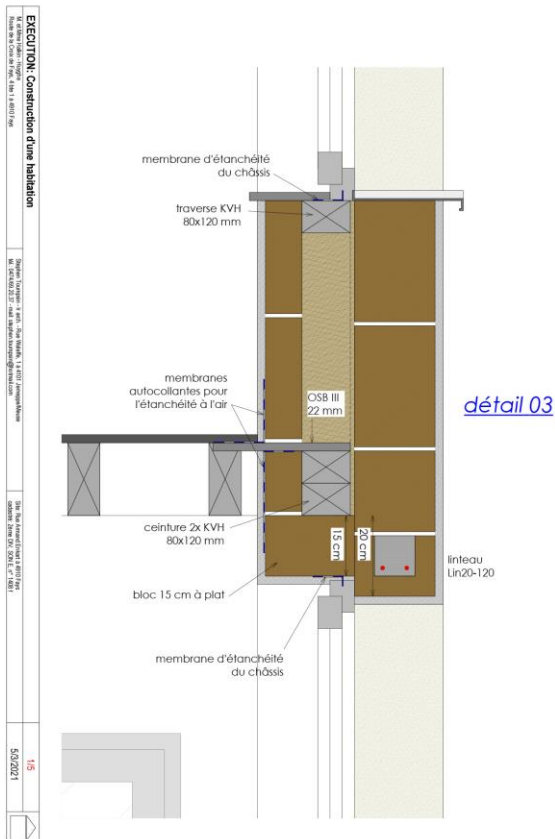 EXECUTION: Construction d'une habitation
1/5
5/3/2021
membrane d'étanchéité
du châssis
traverse KVH
80x120 mm
membranes
autocollantes pour
l'étanchéité à l'air
OSB III
22 mm
détail 03
ceinture 2x KVH
80x120 mm
15 cm
20 cm
linteau
Lin20-120
bloc 15 cm à plat
membrane d'étanchéité
du châssis